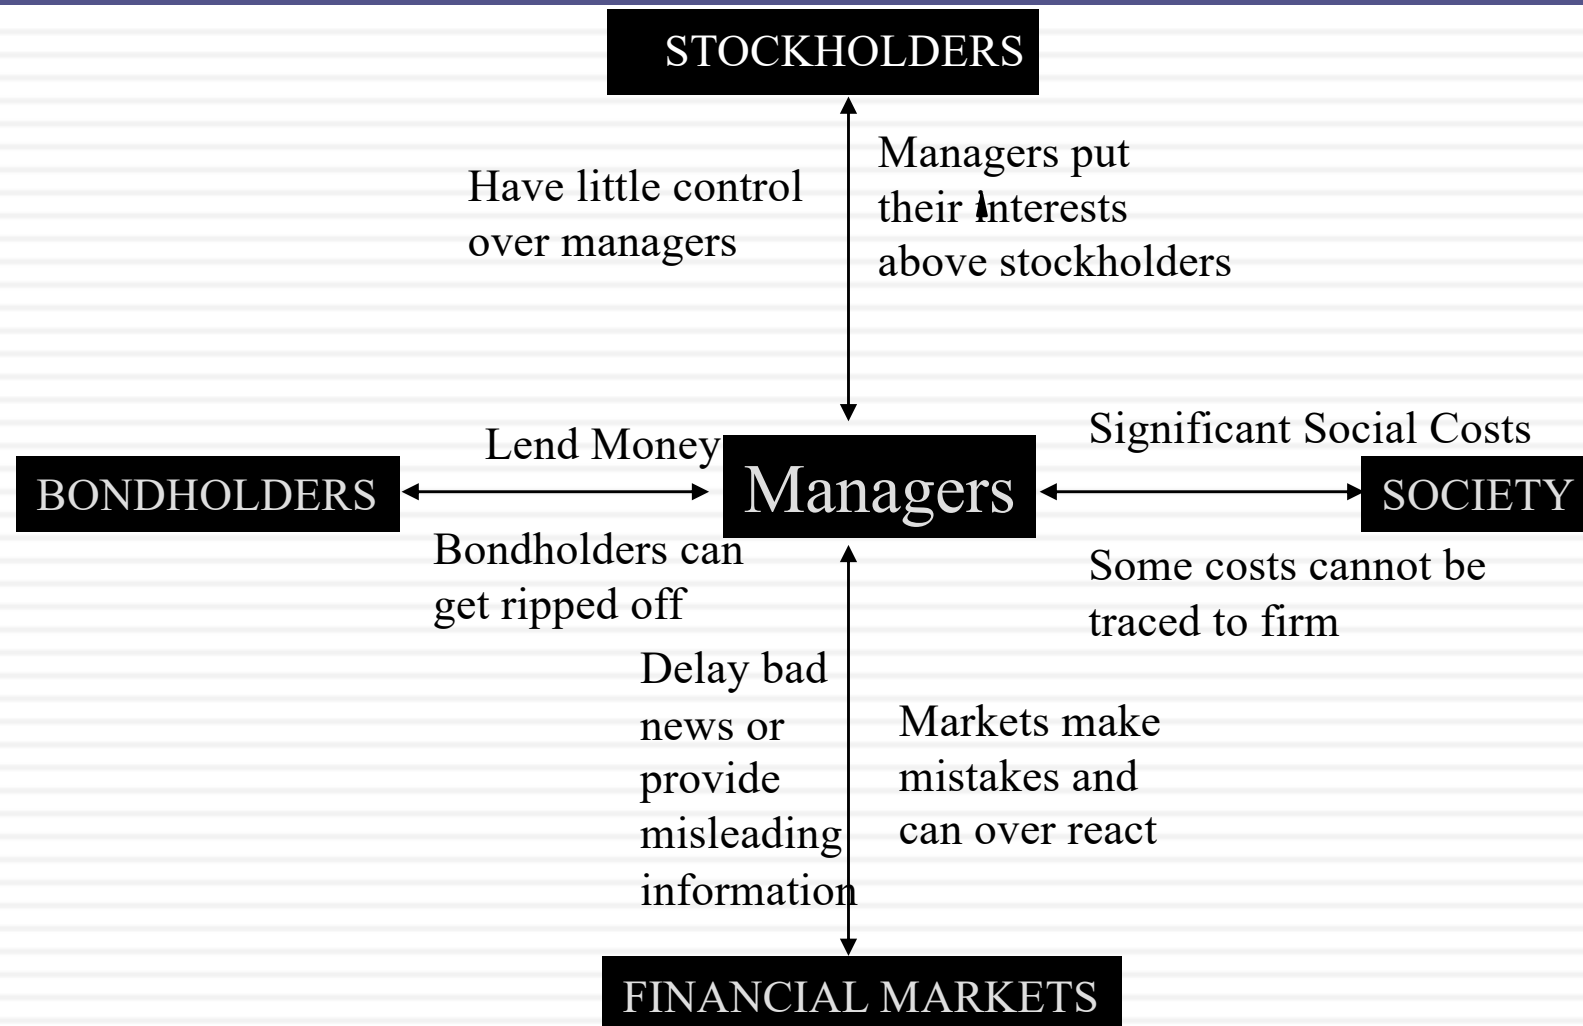 STOCKHOLDERS
Have little control
over managers
Managers put
their interests
above stockholders
Lend Money
BONDHOLDERS
Bondholders can
get ripped off
Managers
Significant Social Costs
SOCIETY
Some costs cannot be
traced to firm
Delay bad
news or
provide
misleading
information
Markets make
mistakes and
can over react
FINANCIAL MARKETS